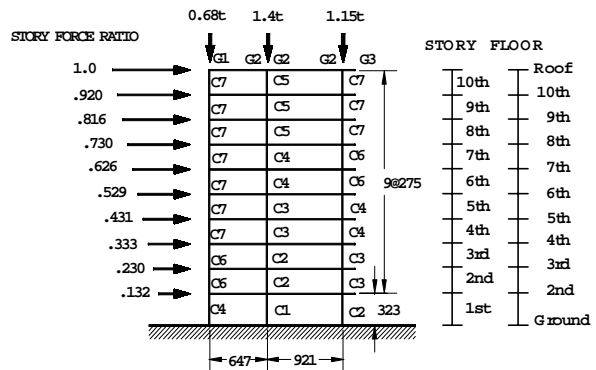 0.68t 1.4t 1.15t
STORY FORCE RATIO
G1 G2 G2 G2 G3
STORY FLOOR
1.0 C7 C5 C7 10th Roof
.920 C7 C5 C7 9th 10th
.816 C7 C5 C7 8th 9th
.730 C7 C4 C6 7th 8th
.626 C7 C4 C6 6th 7th
9@275
.529 C7 C3 C4 5th 6th
.431 C7 C3 C4 4th 5th
.333 C6 C2 C3 3rd 4th
.230 C6 C2 C3 2nd 3rd
.132 C4 C1 C2 323 1st 2nd
Ground
647 921